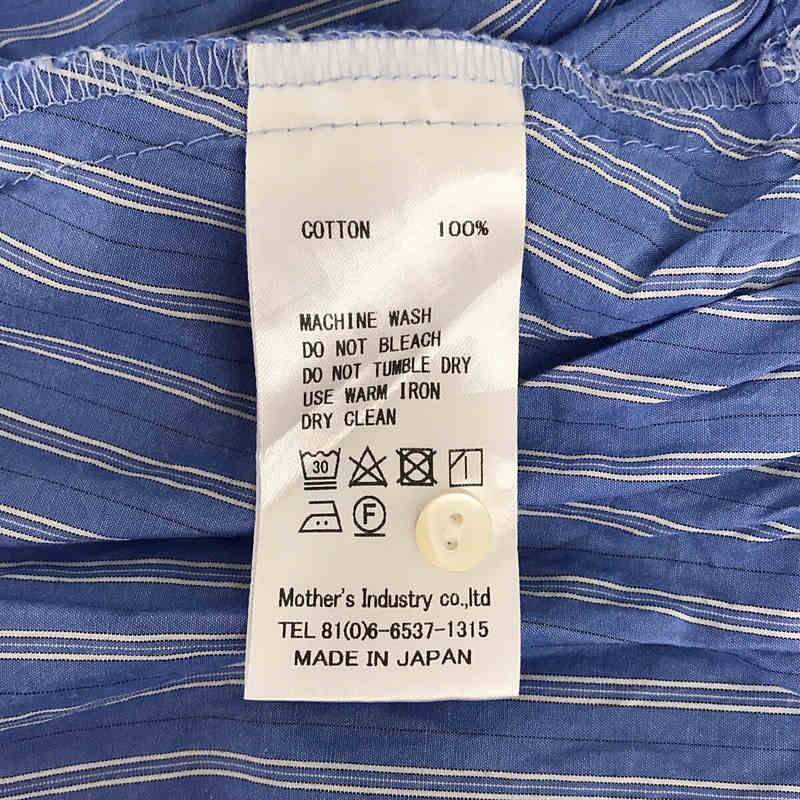 COTTON 100%
MACHINE WASH
DO NOT BLEACH
DO NOT TUMBLE DRY
USE WARM IRON
DRY CLEAN
30
F
Mother's Industry co.,ltd
TEL 81(0)6-6537-1315
MADE IN JAPAN